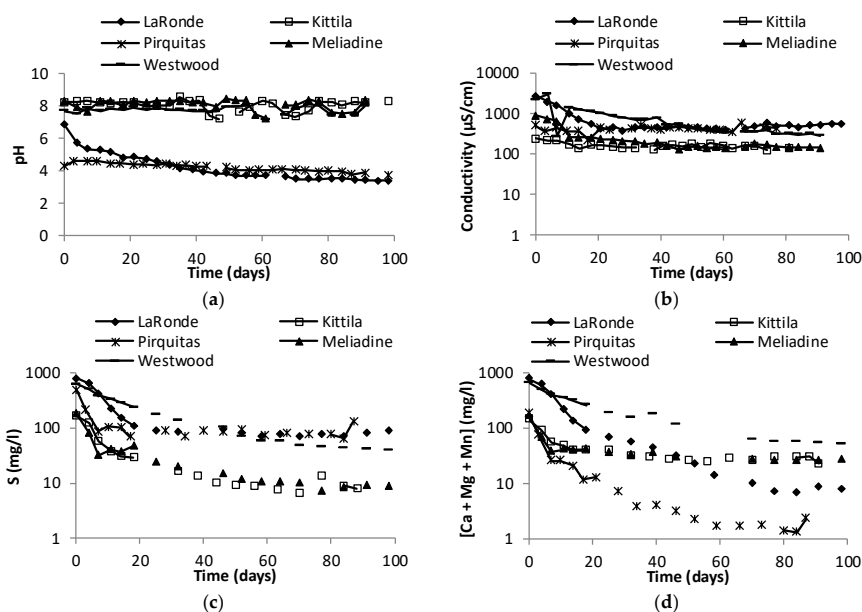 LaRonde Kittila
Pirquitas Meliadine
Westwood
10
8
6
4
2
0
pH
0 20 40 60 80 100
Time (days)
(a)
LaRonde Kittila
Pirquitas Meliadine
Westwood
10000
1000
100
10
1
Conductivity (µS/cm)
0 20 40 60 80 100
Time (days)
(b)
LaRonde Kittila
Pirquitas Meliadine
Westwood
1000
100
10
1
S (mg/l)
0 20 40 60 80 100
Time (days)
(c)
LaRonde Kittila
Pirquitas Meliadine
Westwood
1000
100
10
1
[Ca + Mg + Mn] (mg/l)
0 20 40 60 80 100
Time (days)
(d)